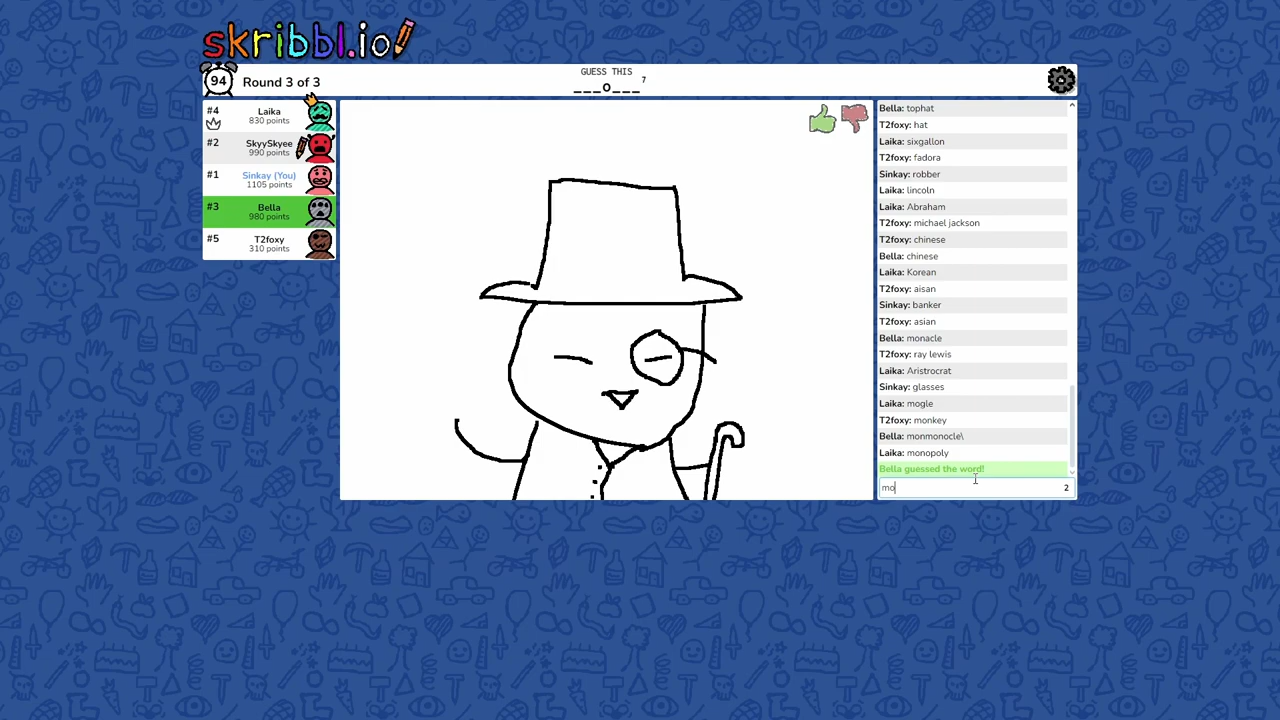 skribbl.io
94
Round 3 of 3
GUESS THIS
___o___ 7
#4
Laika
830 points
#2
SkyySkyee
990 points
#1
Sinkay (You)
1105 points
#3
Bella
980 points
#5
T2foxy
310 points
Bella: tophat
T2foxy: hat
Laika: sixgallon
T2foxy: fadora
Sinkay: robber
Laika: lincoln
Laika: Abraham
T2foxy: michael jackson
T2foxy: chinese
Bella: chinese
Laika: Korean
T2foxy: aisan
Sinkay: banker
T2foxy: asian
Bella: monacle
T2foxy: ray lewis
Laika: Aristrocrat
Sinkay: glasses
Laika: mogle
T2foxy: monkey
Bella: monmonocle\
Laika: monopoly
Bella guessed the word!
mo 2